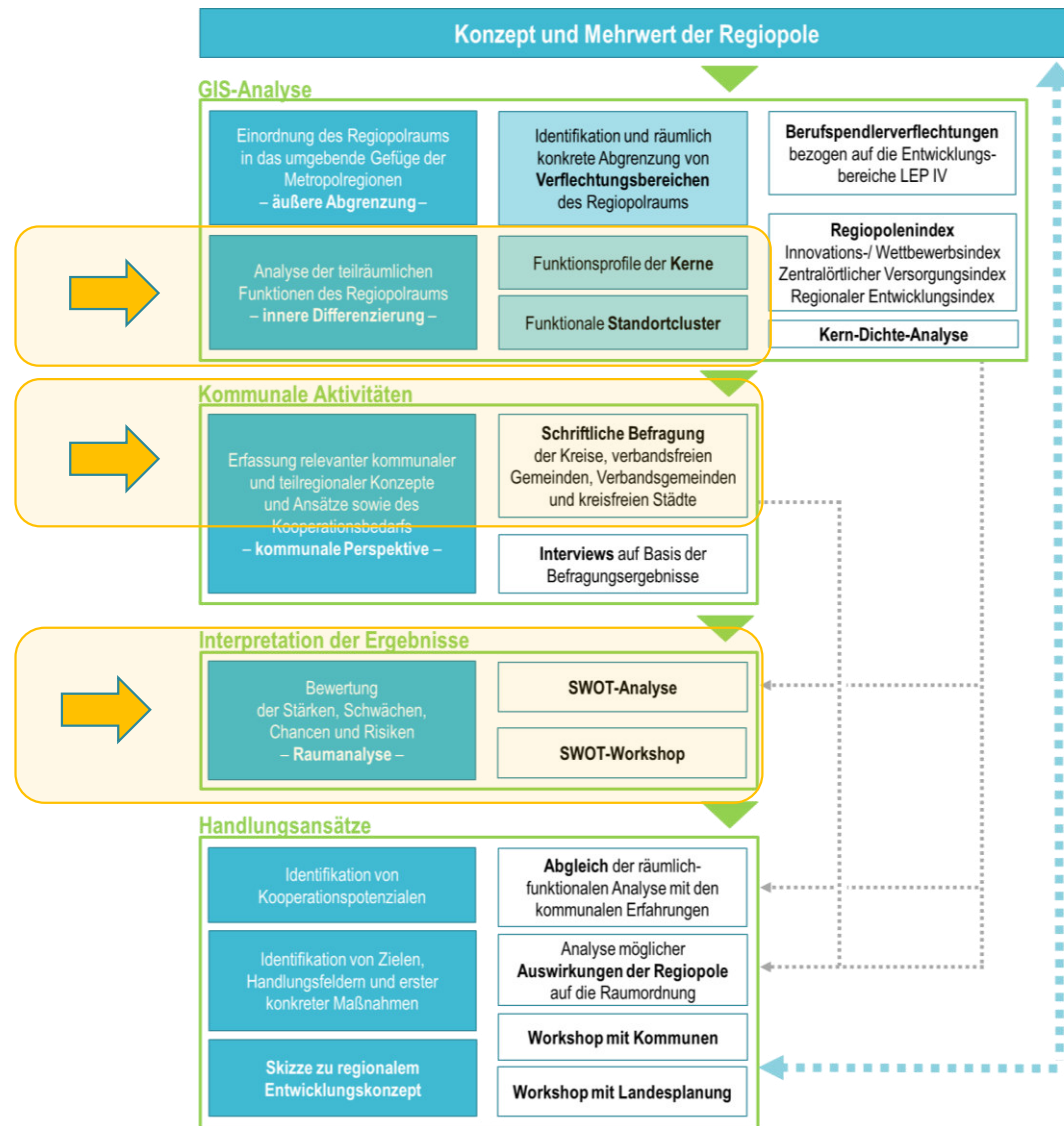 Konzept und Mehrwert der Regiopole
GIS-Analyse
Einordnung des Regiopolraums
in das umgebende Gefüge der
Metropolregionen
– äußere Abgrenzung –
Identifikation und räumlich
konkrete Abgrenzung von
Verflechtungsbereichen
des Regiopolraums
Berufspendlerverflechtungen
bezogen auf die Entwicklungs-
bereiche LEP IV
Analyse der teilräumlichen
Funktionen des Regiopolraums
– innere Differenzierung –
Funktionsprofile der Kerne
Funktionale Standortcluster
Regiopolenindex
Innovations-/ Wettbewerbsindex
Zentralörtlicher Versorgungsindex
Regionaler Entwicklungsindex
Kern-Dichte-Analyse
Kommunale Aktivitäten
Erfassung relevanter kommunaler
und teilregionaler Konzepte
und Ansätze sowie des
Kooperationsbedarfs
– kommunale Perspektive –
Schriftliche Befragung
der Kreise, verbandsfreien
Gemeinden, Verbandsgemeinden
und kreisfreien Städte
Interviews auf Basis der
Befragungsergebnisse
Interpretation der Ergebnisse
Bewertung
der Stärken, Schwächen,
Chancen und Risiken
– Raumanalyse –
SWOT-Analyse
SWOT-Workshop
Handlungsansätze
Identifikation von
Kooperationspotenzialen
Abgleich der räumlich-
funktionalen Analyse mit den
kommunalen Erfahrungen
Identifikation von Zielen,
Handlungsfeldern und erster
konkreter Maßnahmen
Analyse möglicher
Auswirkungen der Regiopole
auf die Raumordnung
Skizze zu regionalem
Entwicklungskonzept
Workshop mit Kommunen
Workshop mit Landesplanung